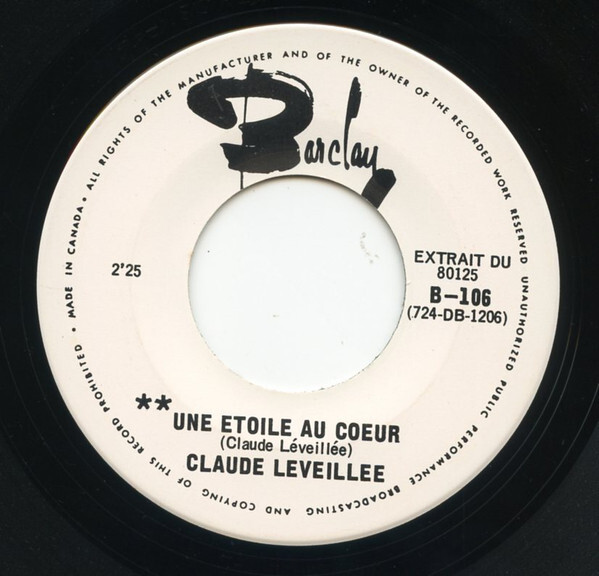 MADE IN CANADA • ALL RIGHTS OF THE MANUFACTURER AND OF THE OWNER OF THE RECORDED WORK RESERVED UNAUTHORIZED PUBLIC PERFORMANCE BROADCASTING AND COPYING OF THIS RECORD PROHIBITED •
Barclay
2'25
EXTRAIT DU
80125
B-106
(724-DB-1206)
**UNE ETOILE AU COEUR
(Claude Léveillée)
CLAUDE LEVEILLEE